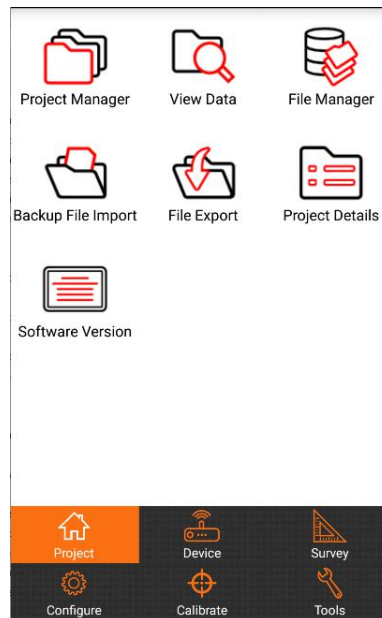 Project Manager
View Data
File Manager
Backup File Import
File Export
Project Details
Software Version
Project
Device
Survey
Configure
Calibrate
Tools